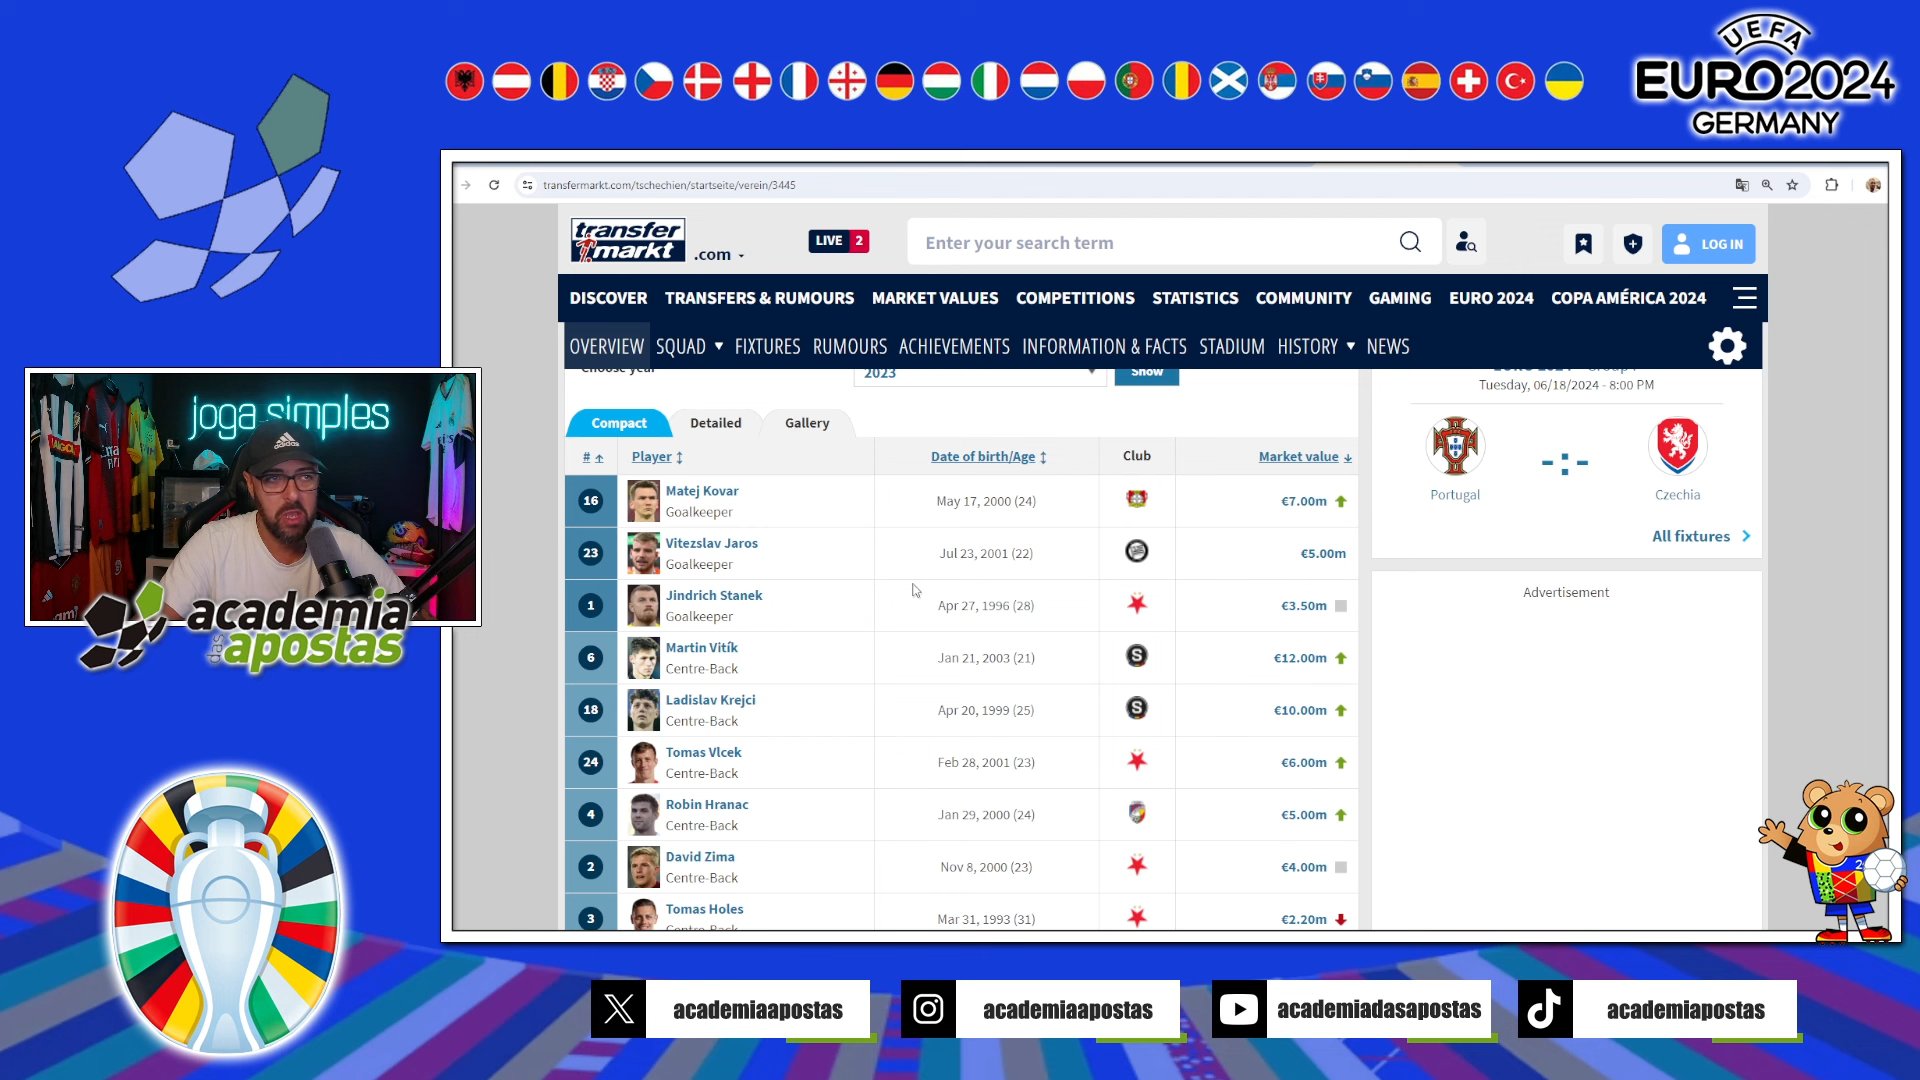 UEFA
EURO2024
GERMANY
transfermarkt.com/tschechien/startseite/verein/3445
transfer
markt
.com
LIVE 2
Enter your search term
LOG IN
DISCOVER TRANSFERS & RUMOURS MARKET VALUES COMPETITIONS STATISTICS COMMUNITY GAMING EURO 2024 COPA AMÉRICA 2024
OVERVIEW SQUAD FIXTURES RUMOURS ACHIEVEMENTS INFORMATION & FACTS STADIUM HISTORY NEWS
Choose year
2023
Show
Compact Detailed Gallery
# Player Date of birth/Age Club Market value
16 Matej Kovar May 17, 2000 (24) €7.00m
Goalkeeper
23 Vitezslav Jaros Jul 23, 2001 (22) €5.00m
Goalkeeper
1 Jindrich Stanek Apr 27, 1996 (28) €3.50m
Goalkeeper
6 Martin Vitík Jan 21, 2003 (21) S €12.00m
Centre-Back
18 Ladislav Krejci Apr 20, 1999 (25) S €10.00m
Centre-Back
24 Tomas Vlcek Feb 28, 2001 (23) €6.00m
Centre-Back
4 Robin Hranac Jan 29, 2000 (24) €5.00m
Centre-Back
2 David Zima Nov 8, 2000 (23) €4.00m
Centre-Back
3 Tomas Holes Mar 31, 1993 (31) €2.20m
Centre-Back
Tuesday, 06/18/2024 - 8:00 PM
-:-
Portugal Czechia
All fixtures
Advertisement
joga simples
academia
das apostas
academiaapostas
academiaapostas
academiadasapostas
academiaapostas